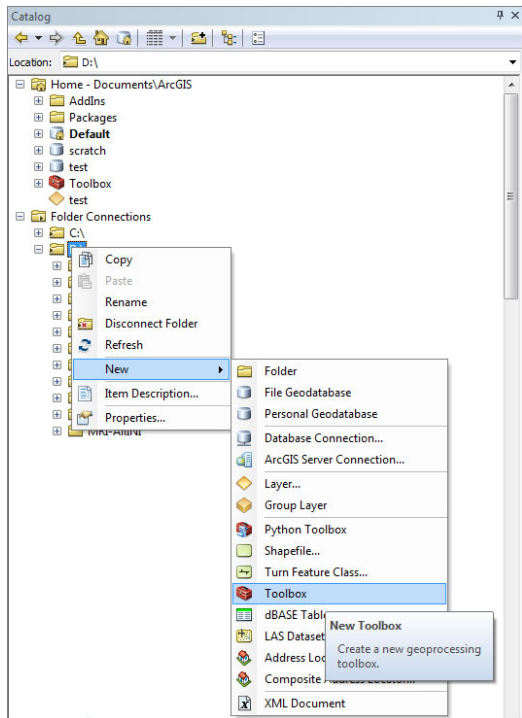 Catalog
Location: D:\
Home - Documents\ArcGIS
AddIns
Packages
Default
scratch
test
Toolbox
test
Folder Connections
C:\
Copy
Paste
Rename
Disconnect Folder
Refresh
New
Item Description...
Properties...
Folder
File Geodatabase
Personal Geodatabase
Database Connection...
ArcGIS Server Connection...
Layer...
Group Layer
Python Toolbox
Shapefile...
Turn Feature Class...
Toolbox
dBASE Table
New Toolbox
LAS Dataset
Create a new geoprocessing
toolbox.
Address Loc
Composite Address Locator...
XML Document